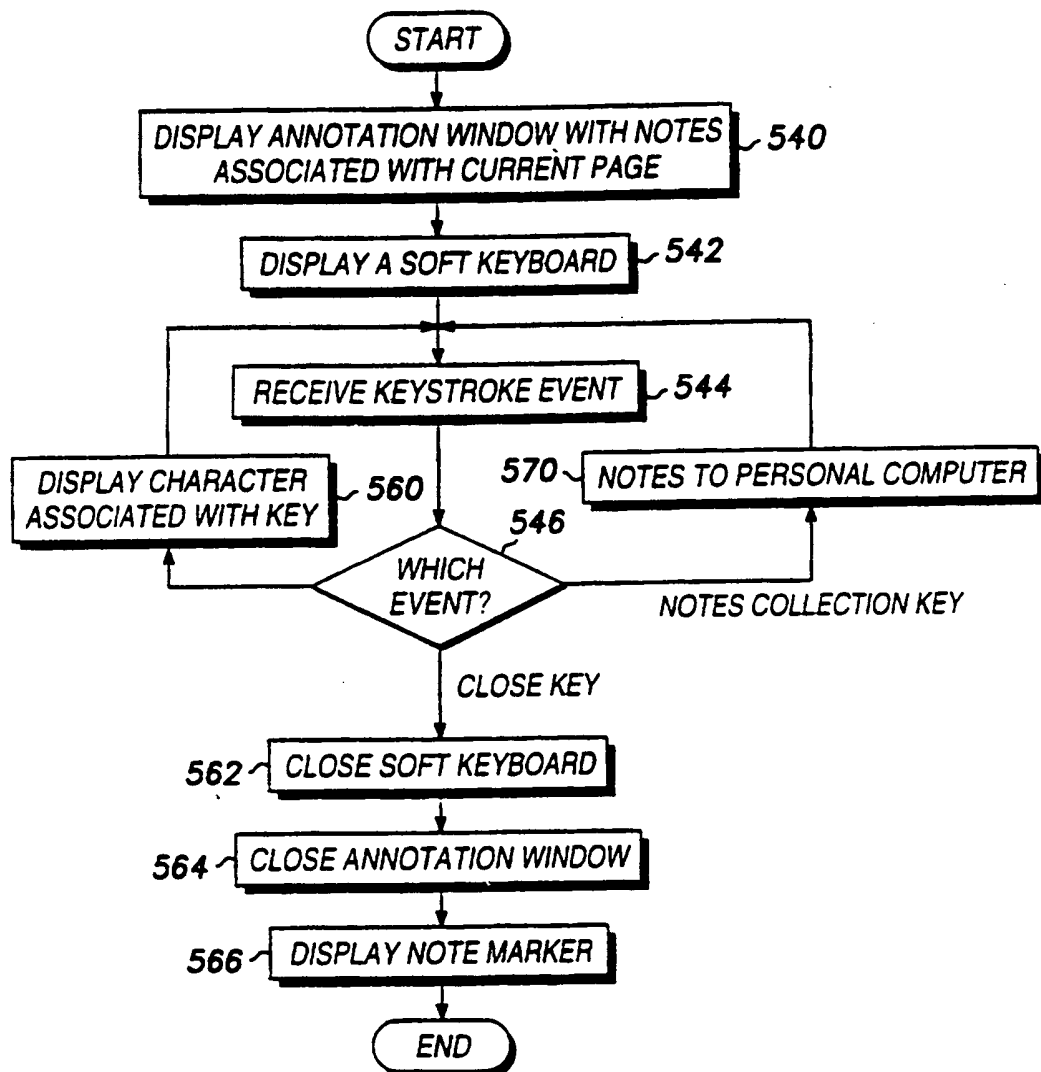 START
DISPLAY ANNOTATION WINDOW WITH NOTES
ASSOCIATED WITH CURRENT PAGE
540
DISPLAY A SOFT KEYBOARD
542
RECEIVE KEYSTROKE EVENT
544
DISPLAY CHARACTER
ASSOCIATED WITH KEY
560
570
NOTES TO PERSONAL COMPUTER
546
WHICH
EVENT?
NOTES COLLECTION KEY
CLOSE KEY
562
CLOSE SOFT KEYBOARD
564
CLOSE ANNOTATION WINDOW
566
DISPLAY NOTE MARKER
END